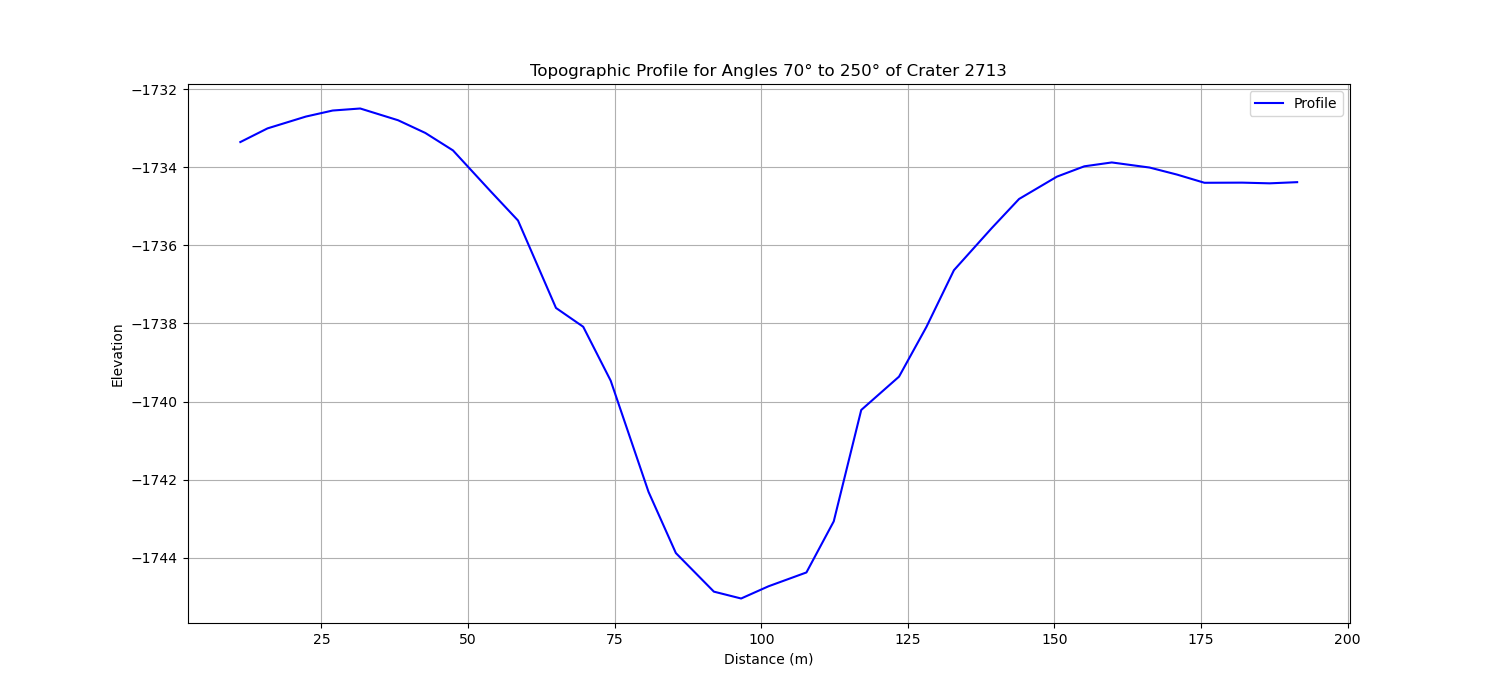 Topographic Profile for Angles 70° to 250° of Crater 2713
Profile
−1732
−1734
−1736
−1738
−1740
−1742
−1744
Elevation
25 50 75 100 125 150 175 200
Distance (m)